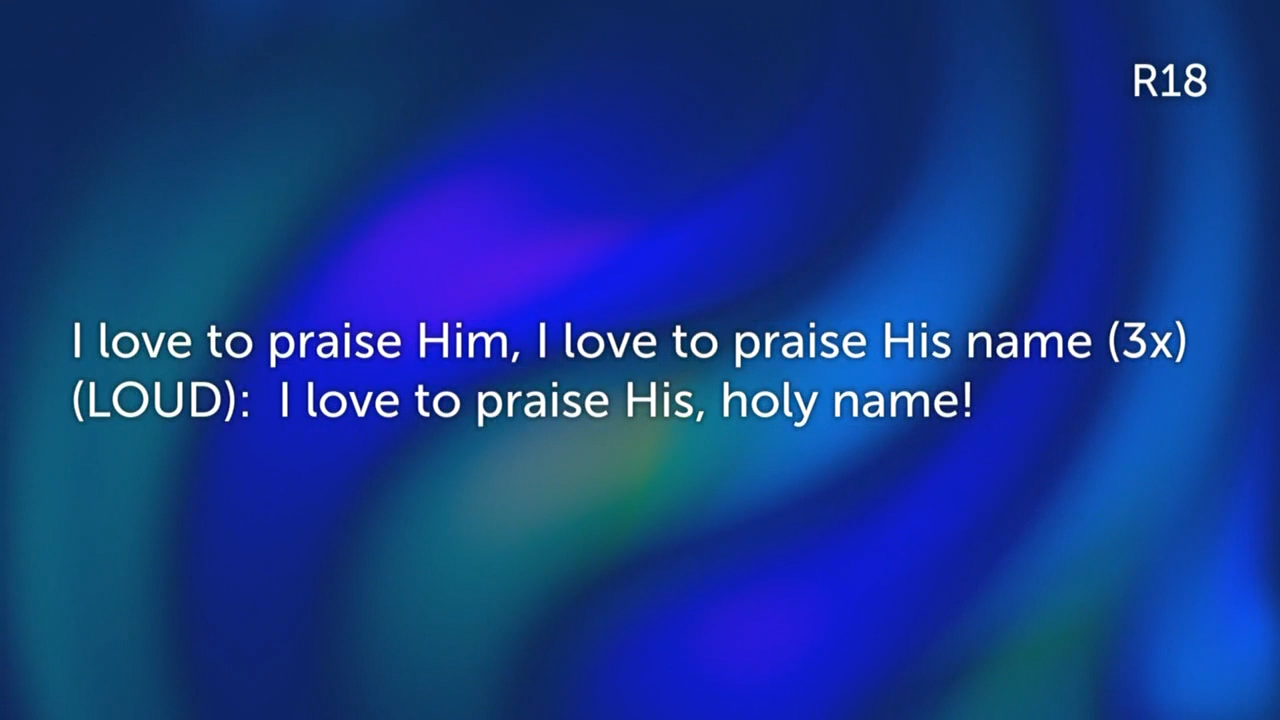 R18
I love to praise Him, I love to praise His name (3x)
(LOUD):  I love to praise His, holy name!